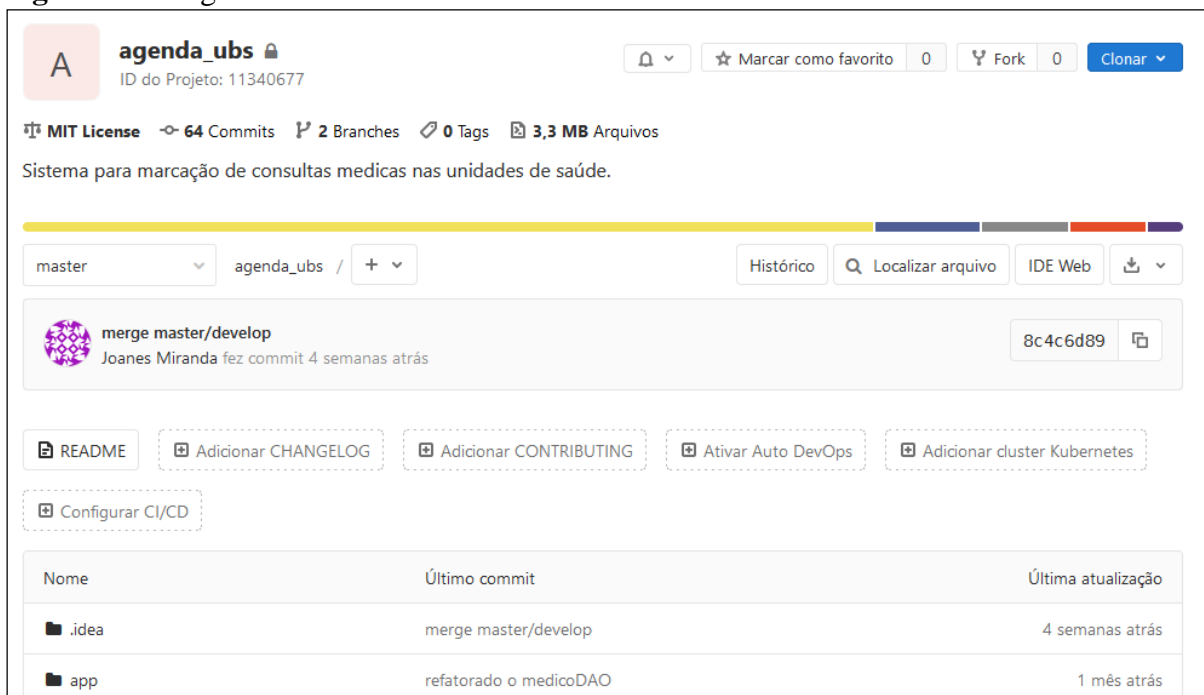 A
agenda_ubs
ID do Projeto: 11340677
Marcar como favorito 0
Fork 0
Clonar
MIT License 64 Commits 2 Branches 0 Tags 3,3 MB Arquivos
Sistema para marcação de consultas medicas nas unidades de saúde.
master agenda_ubs / + Histórico Localizar arquivo IDE Web
merge master/develop
Joanes Miranda fez commit 4 semanas atrás
8c4c6d89
README Adicionar CHANGELOG Adicionar CONTRIBUTING Ativar Auto DevOps Adicionar cluster Kubernetes
Configurar CI/CD
Nome Último commit Última atualização
.idea merge master/develop 4 semanas atrás
app refatorado o medicoDAO 1 mês atrás